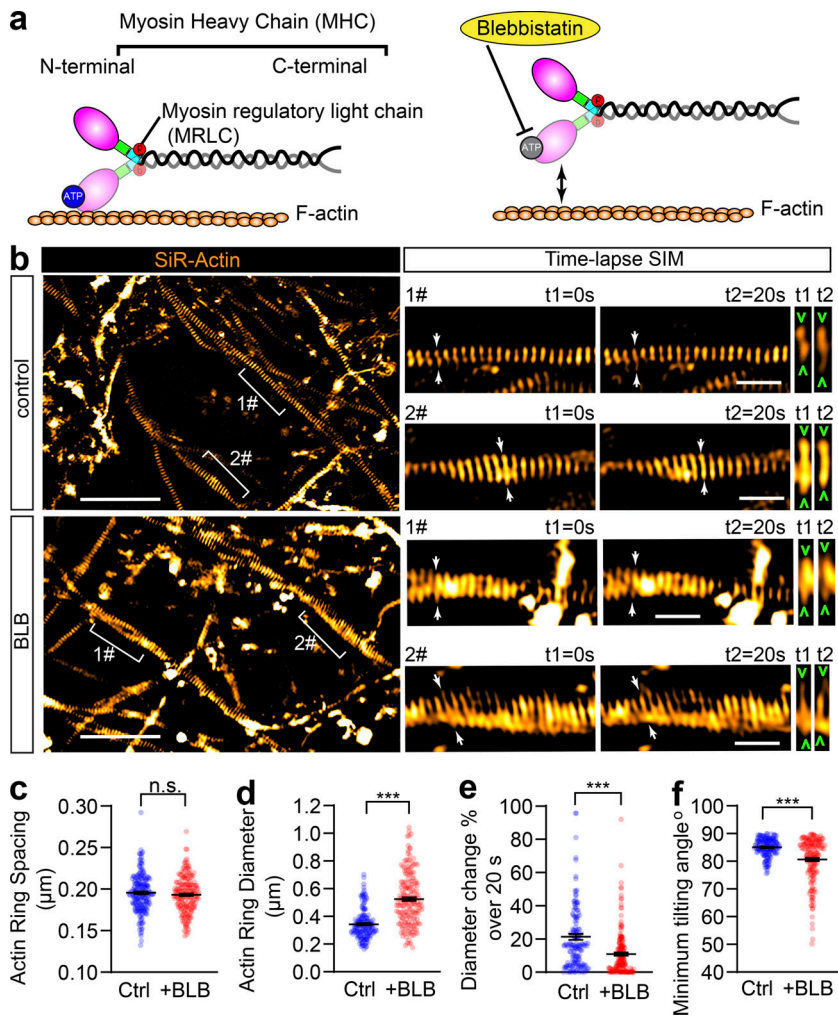 a
Myosin Heavy Chain (MHC)
N-terminal
C-terminal
P
Myosin regulatory light chain
(MRLC)
P
ATP
F-actin
Blebbistatin
P
P
ATP
F-actin
b
SiR-Actin
Time-lapse SIM
control
1#
2#
1# t1=0s t2=20s t1 t2
2# t1=0s t2=20s t1 t2
BLB
1#
2#
1# t1=0s t2=20s t1 t2
2# t1=0s t2=20s t1 t2
c
Actin Ring Spacing
(µm)
n.s.
0.30
0.25
0.20
0.15
0.10
Ctrl +BLB
d
Actin Ring Diameter
(µm)
***
1.2
1.0
0.8
0.6
0.4
0.2
0.0
Ctrl +BLB
e
Diameter change %
over 20 s
***
100
80
60
40
20
0
Ctrl +BLB
f
Minimum tilting angle°
***
100
90
80
70
60
50
40
Ctrl +BLB